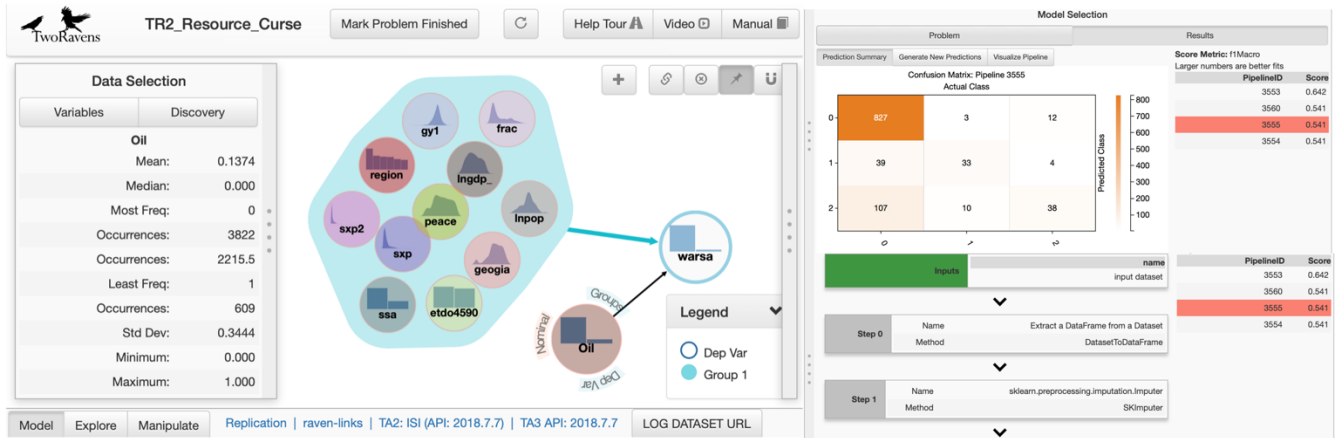 TwoRavens
TR2_Resource_Curse
Mark Problem Finished
Help Tour
Video
Manual
Data Selection
Variables
Discovery
Oil
Mean: 0.1374
Median: 0.000
Most Freq: 0
Occurrences: 3822
Occurrences: 2215.5
Least Freq: 1
Occurrences: 609
Std Dev: 0.3444
Minimum: 0.000
Maximum: 1.000
gy1
frac
region
lngdp_
sxp2
peace
lnpop
sxp
geogia
ssa
etdo4590
warsa
Groups
Nominal
Oil
Dep Var
Legend
Dep Var
Group 1
Model
Explore
Manipulate
Replication | raven-links | TA2: ISI (API: 2018.7.7) | TA3 API: 2018.7.7
LOG DATASET URL
Model Selection
Problem
Results
Prediction Summary
Generate New Predictions
Visualize Pipeline
Confusion Matrix: Pipeline 3555
Actual Class
0 827 3 12
1 39 33 4
2 107 10 38
0 1 2
Predicted Class
800
700
600
500
400
300
200
100
Score Metric: f1Macro
Larger numbers are better fits
PipelineID Score
3553 0.642
3560 0.541
3555 0.541
3554 0.541
Inputs
name
input dataset
Step 0
Name Extract a DataFrame from a Dataset
Method DatasetToDataFrame
Step 1
Name sklearn.preprocessing.imputation.Imputer
Method SKImputer
PipelineID Score
3553 0.642
3560 0.541
3555 0.541
3554 0.541